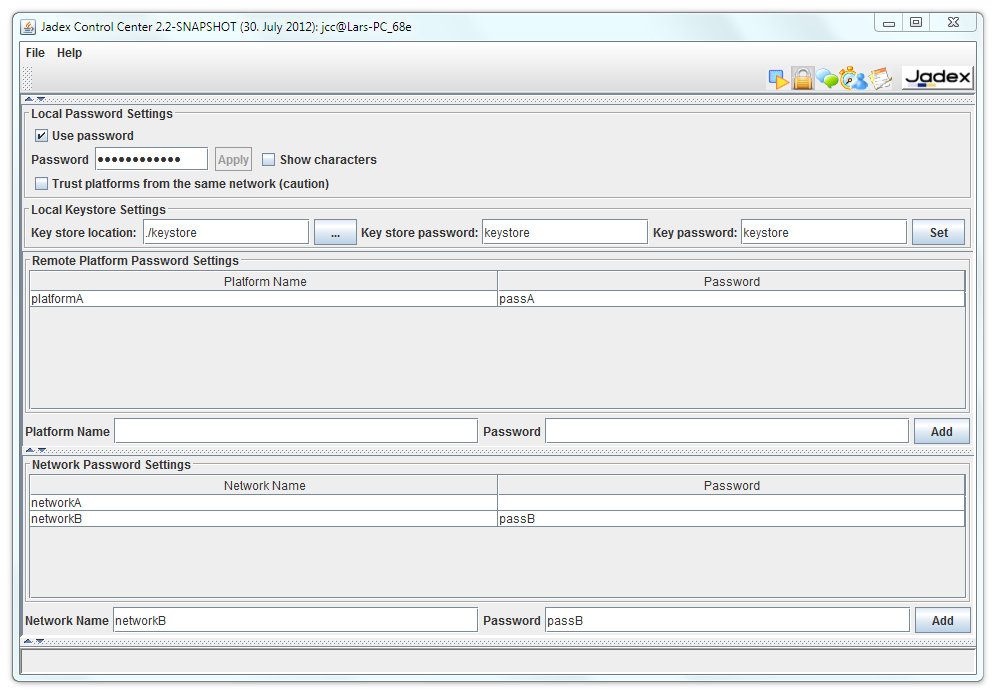 Jadex Control Center 2.2-SNAPSHOT (30. July 2012): jcc@Lars-PC_68e
File Help
Jadex
Local Password Settings
Use password
Password ●●●●●●●●●●●● Apply Show characters
Trust platforms from the same network (caution)
Local Keystore Settings
Key store location: ./keystore ... Key store password: keystore Key password: keystore Set
Remote Platform Password Settings
Platform Name Password
platformA passA
Platform Name Password Add
Network Password Settings
Network Name Password
networkA
networkB passB
Network Name networkB Password passB Add